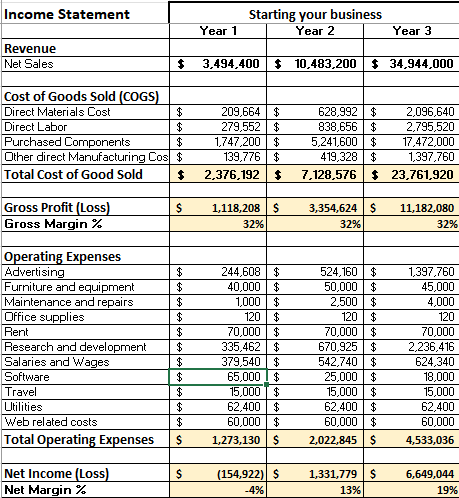 Income Statement Starting your business
Year 1 Year 2 Year 3
Revenue
Net Sales $ 3,494,400 $ 10,483,200 $ 34,944,000
Cost of Goods Sold (COGS)
Direct Materials Cost $ 209,664 $ 628,992 $ 2,096,640
Direct Labor $ 279,552 $ 838,656 $ 2,795,520
Purchased Components $ 1,747,200 $ 5,241,600 $ 17,472,000
Other direct Manufacturing Cos $ 139,776 $ 419,328 $ 1,397,760
Total Cost of Good Sold $ 2,376,192 $ 7,128,576 $ 23,761,920
Gross Profit (Loss) $ 1,118,208 $ 3,354,624 $ 11,182,080
Gross Margin % 32% 32% 32%
Operating Expenses
Advertising $ 244,608 $ 524,160 $ 1,397,760
Furniture and equipment $ 40,000 $ 50,000 $ 45,000
Maintenance and repairs $ 1,000 $ 2,500 $ 4,000
Office supplies $ 120 $ 120 $ 120
Rent $ 70,000 $ 70,000 $ 70,000
Research and development $ 335,462 $ 670,925 $ 2,236,416
Salaries and Wages $ 379,540 $ 542,740 $ 624,340
Software $ 65,000 $ 25,000 $ 18,000
Travel $ 15,000 $ 15,000 $ 15,000
Utilities $ 62,400 $ 62,400 $ 62,400
Web related costs $ 60,000 $ 60,000 $ 60,000
Total Operating Expenses $ 1,273,130 $ 2,022,845 $ 4,533,036
Net Income (Loss) $ (154,922) $ 1,331,779 $ 6,649,044
Net Margin % -4% 13% 19%